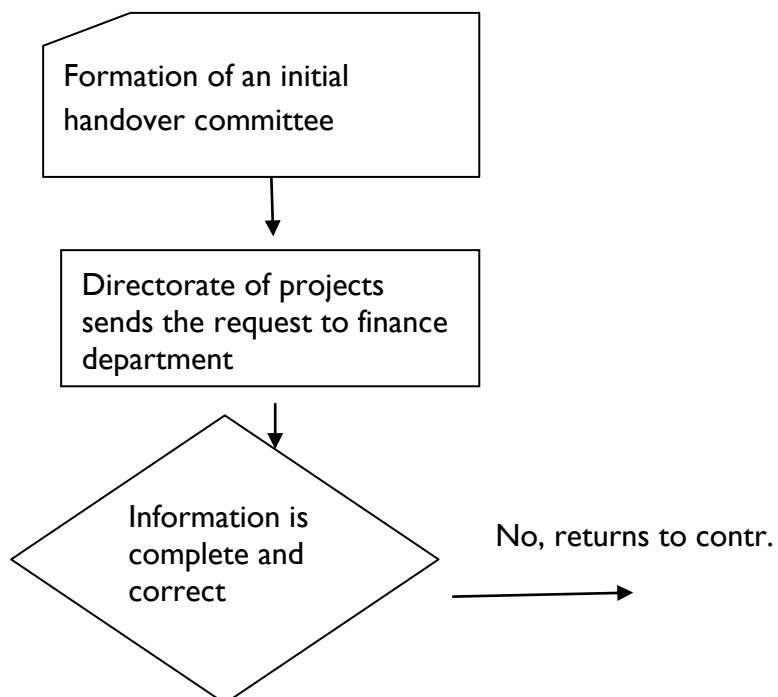 Formation of an initial
handover committee
Directorate of projects
sends the request to finance
department
Information is
complete and
correct
No, returns to contr.